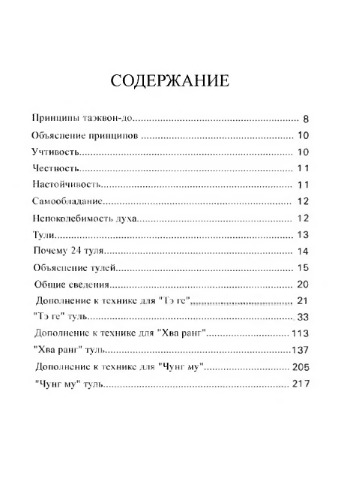 СОДЕРЖАНИЕ
Принципы таэквон-до....................................................... 8
Объяснение принципов .................................................. 10
Учтивость........................................................................ 10
Честность........................................................................ 11
Настойчивость................................................................. 11
Самообладание................................................................ 12
Непоколебимость духа..................................................... 12
Тули................................................................................ 13
Почему 24 туля................................................................ 14
Объяснение тулей............................................................ 15
Общие сведения.............................................................. 20
Дополнение к технике для "Тэ ге"..................................... 21
"Тэ ге" туль..................................................................... 33
Дополнение к технике для "Хва ранг"............................... 113
"Хва ранг" туль................................................................ 137
Дополнение к технике для "Чунг му"................................. 205
"Чунг му" туль................................................................. 217